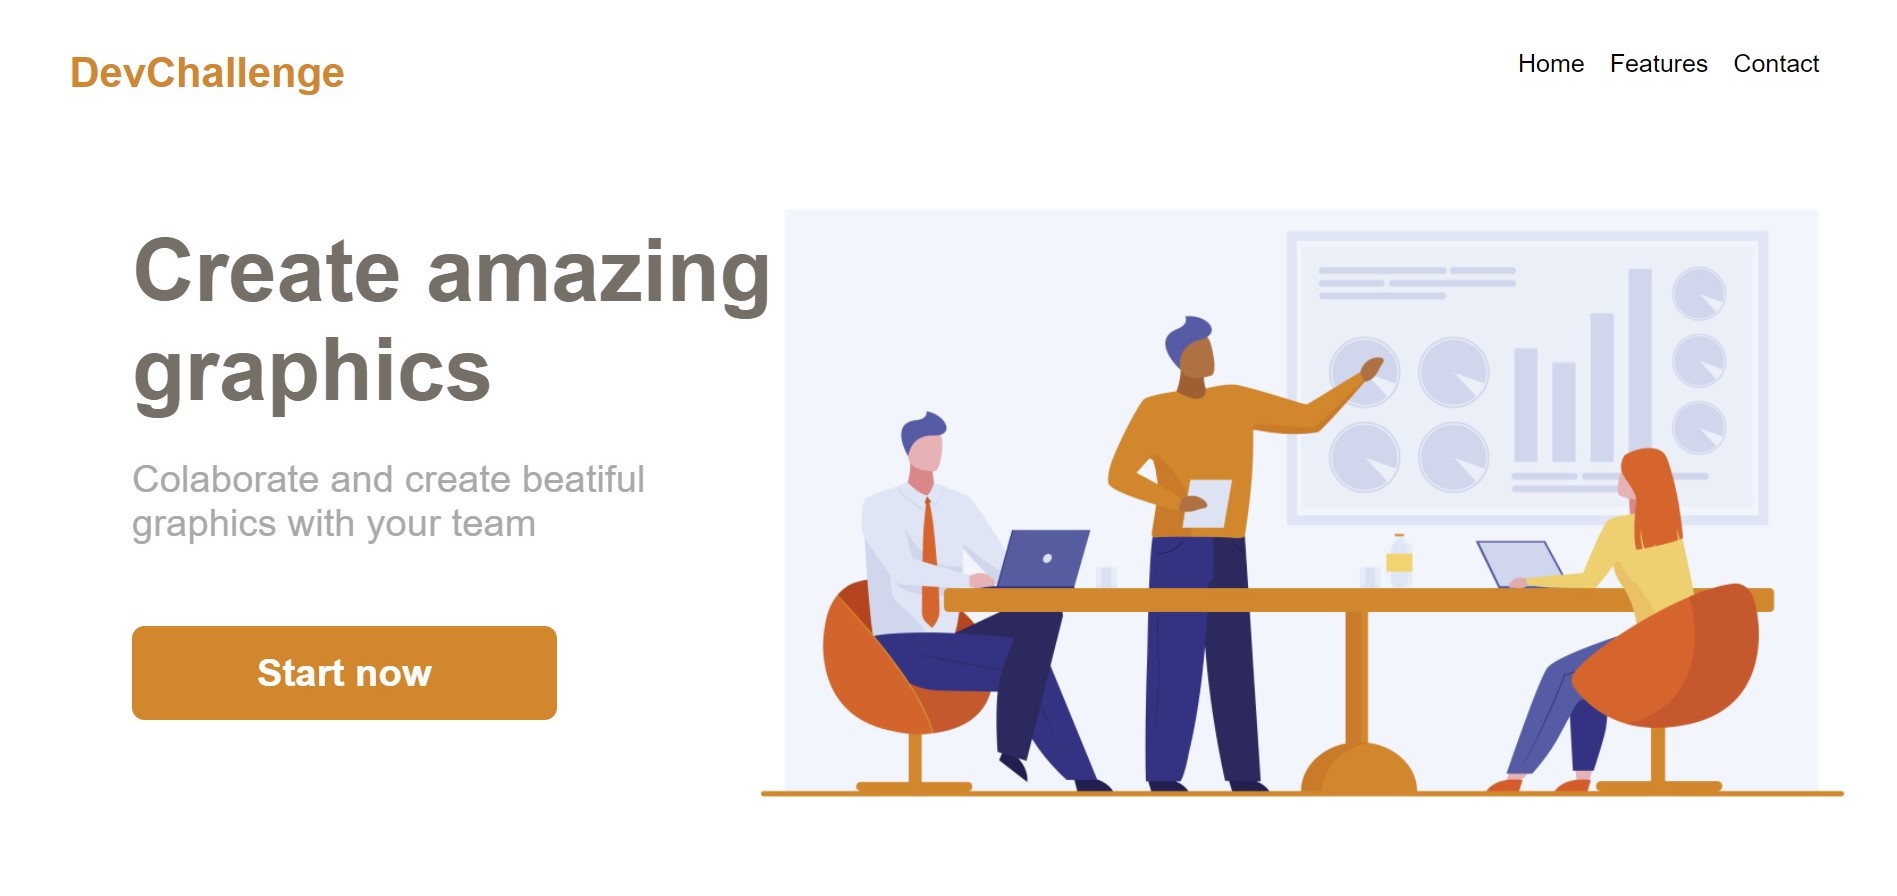 DevChallenge
Home Features Contact
Create amazing
graphics
Colaborate and create beatiful
graphics with your team
Start now